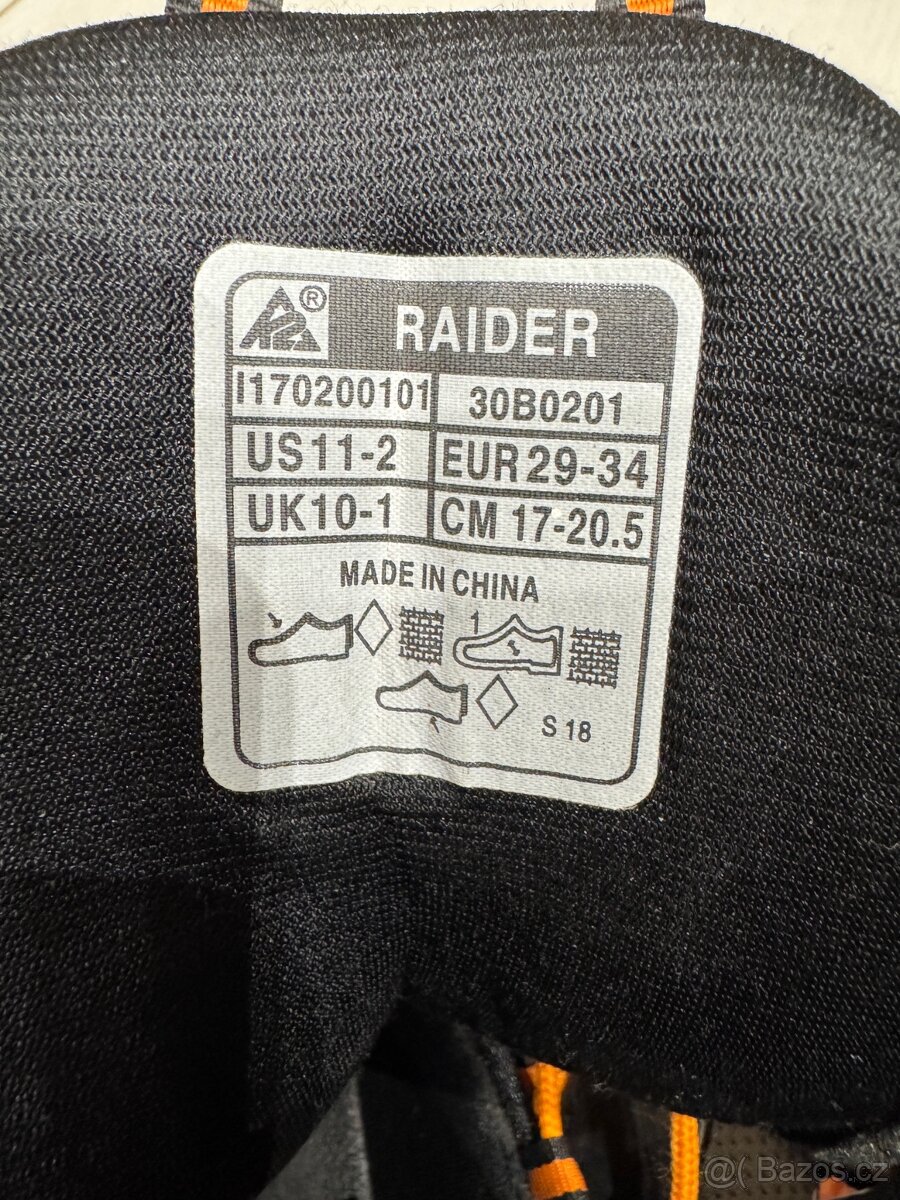 K2 ® RAIDER
I170200101 30B0201
US11-2 EUR29-34
UK10-1 CM 17-20.5
MADE IN CHINA
1
S 18
@( Bazos.cz